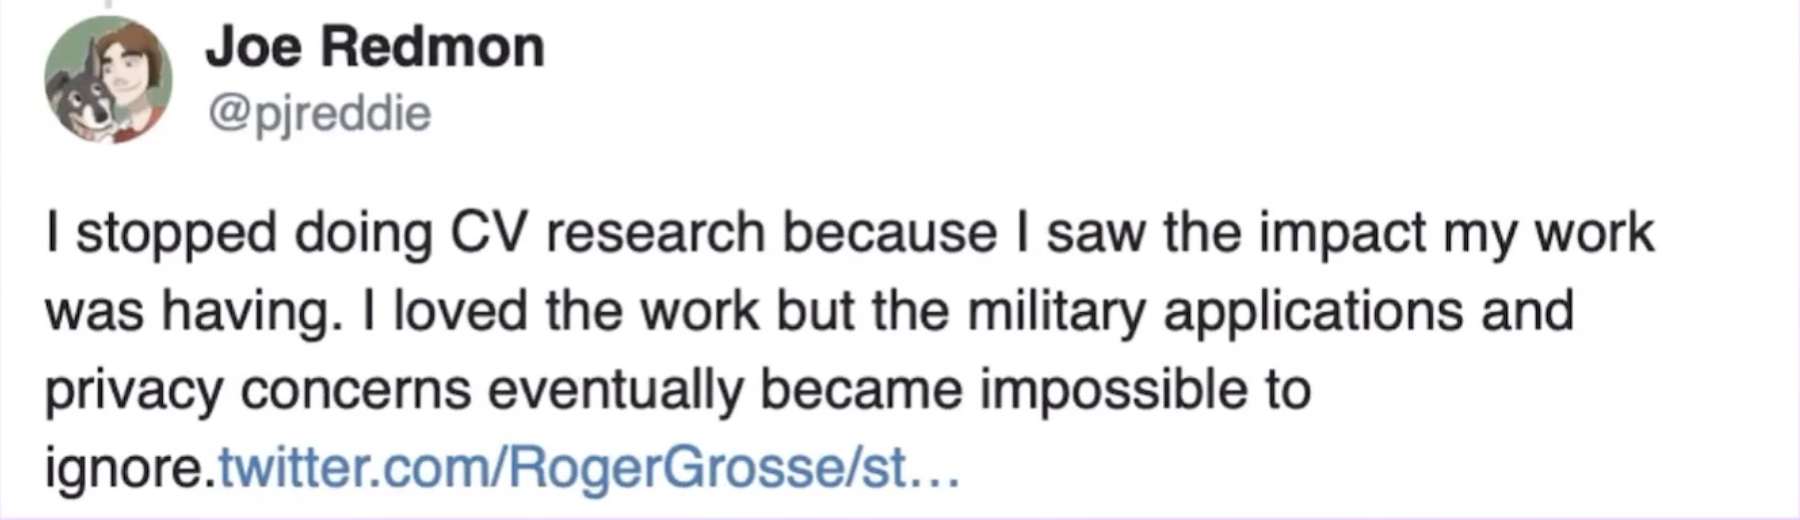 Joe Redmon
@pjreddie
I stopped doing CV research because I saw the impact my work
was having. I loved the work but the military applications and
privacy concerns eventually became impossible to
ignore.twitter.com/RogerGrosse/st...